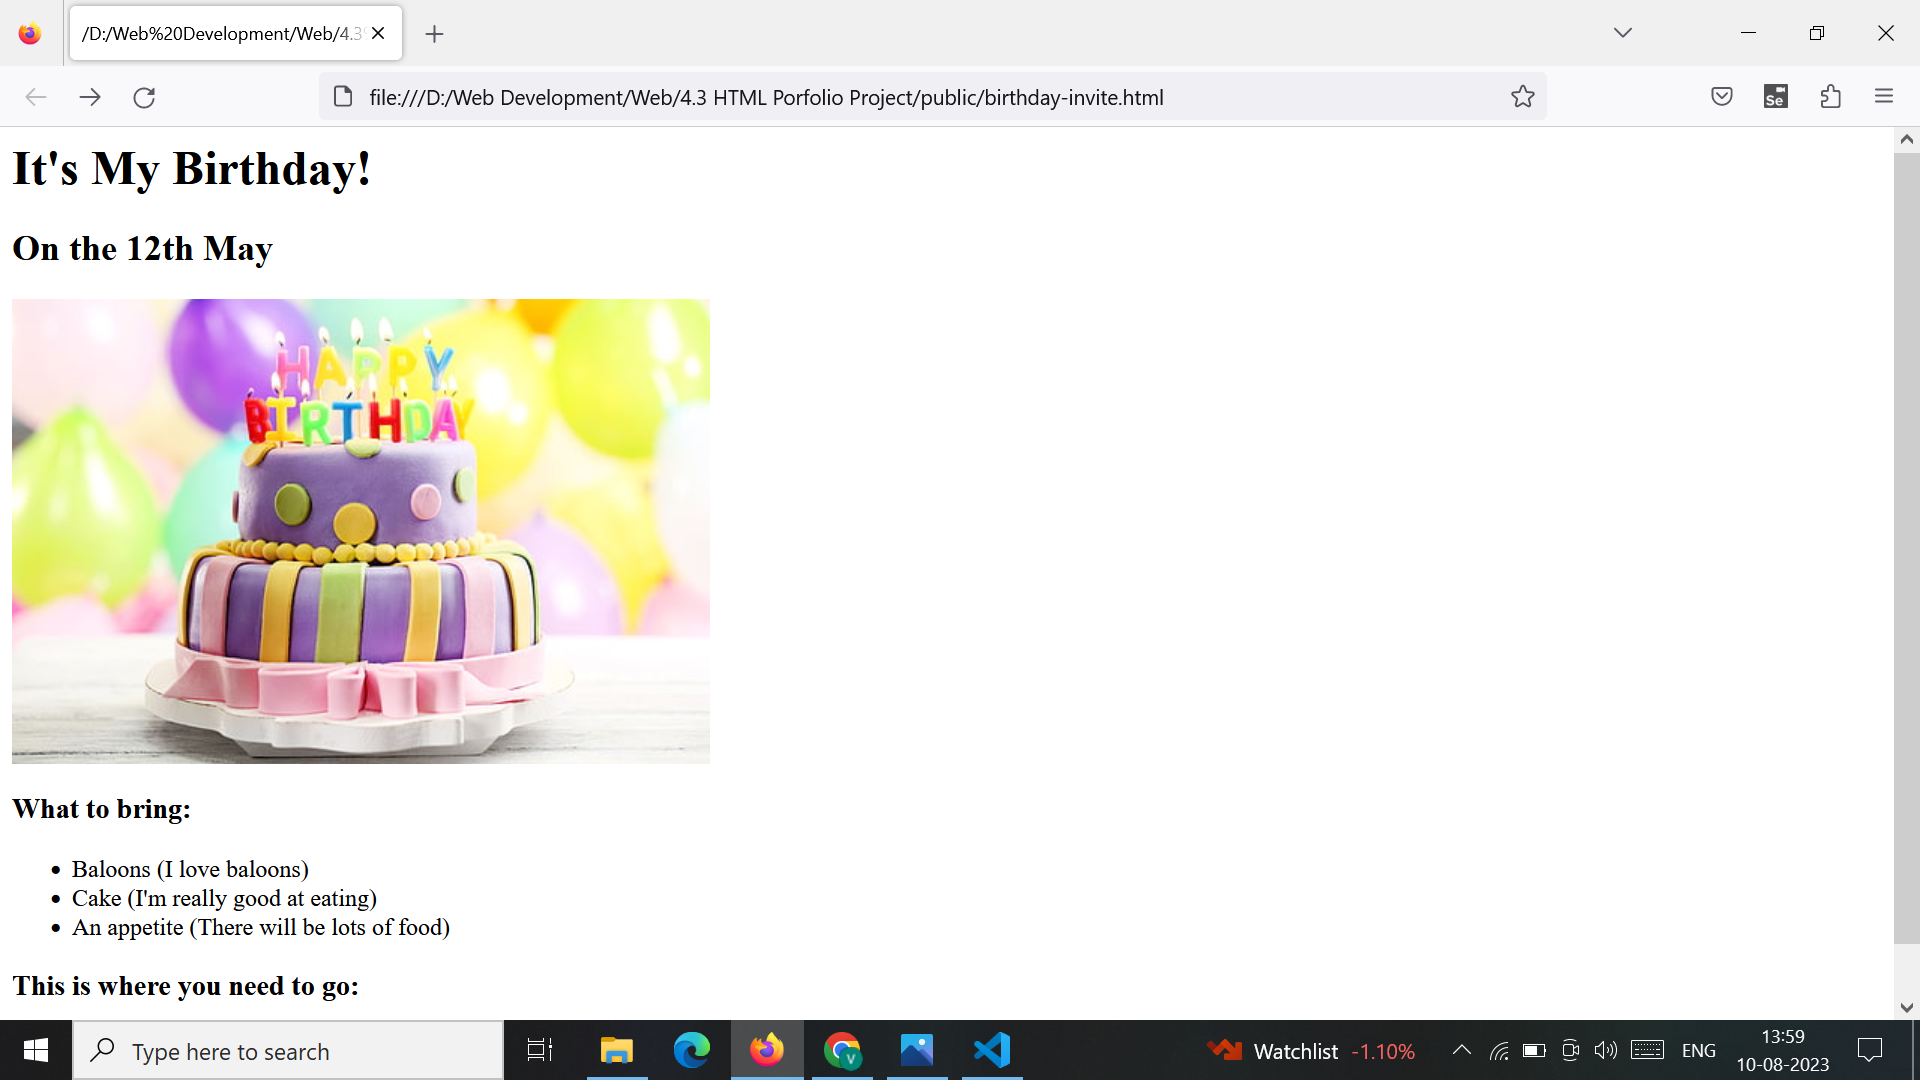 /D:/Web%20Development/Web/4.3
file:///D:/Web Development/Web/4.3 HTML Porfolio Project/public/birthday-invite.html
Se
It's My Birthday!
On the 12th May
HAPPY
BIRTHDAY
What to bring:
Baloons (I love baloons)
Cake (I'm really good at eating)
An appetite (There will be lots of food)
This is where you need to go:
Type here to search
V
Watchlist -1.10%
ENG
13:59
10-08-2023